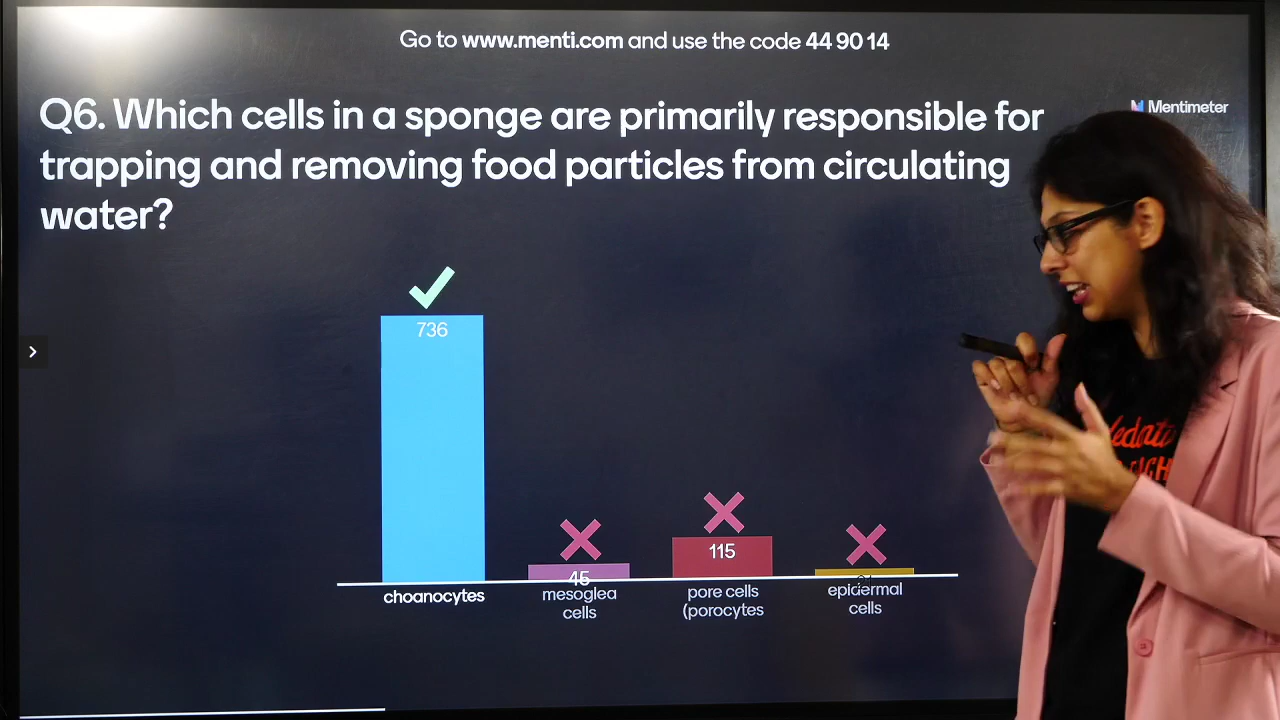 Go to www.menti.com and use the code 44 90 14
Mentimeter
Q6. Which cells in a sponge are primarily responsible for
trapping and removing food particles from circulating
water?
736
45
115
choanocytes
mesoglea
cells
pore cells
(porocytes
epidermal
cells